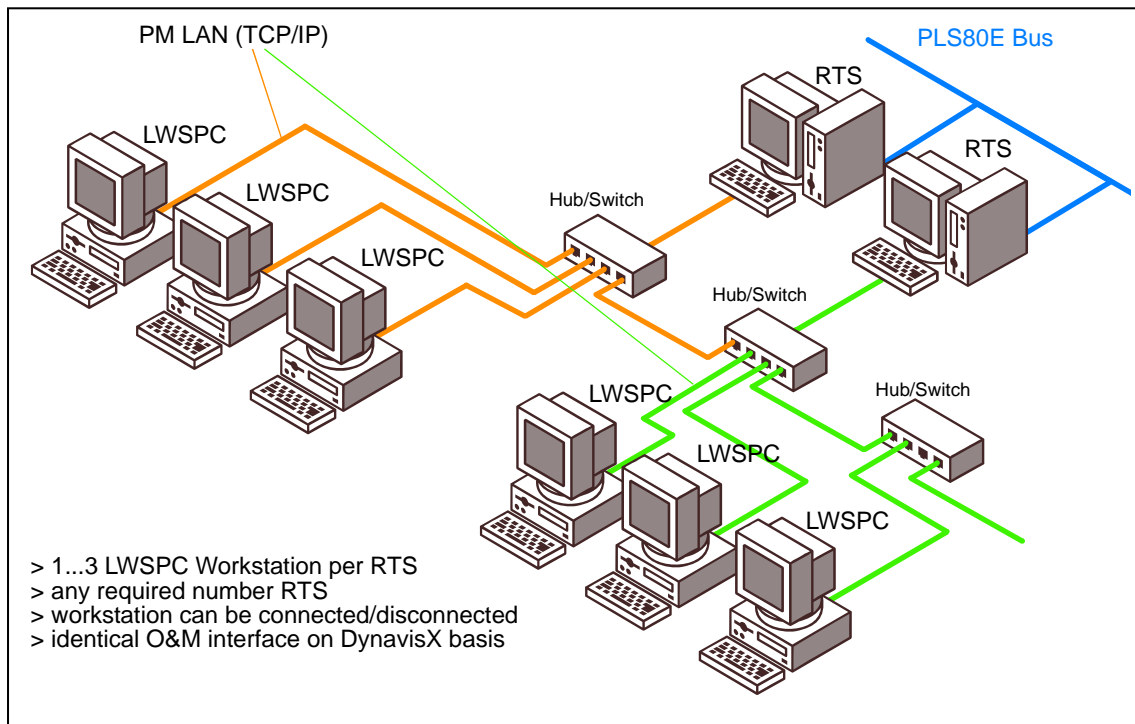 PM LAN (TCP/IP)
PLS80E Bus
RTS
LWSPC
RTS
LWSPC
Hub/Switch
LWSPC
Hub/Switch
LWSPC
Hub/Switch
LWSPC
LWSPC
> 1...3 LWSPC Workstation per RTS
> any required number RTS
> workstation can be connected/disconnected
> identical O&M interface on DynavisX basis